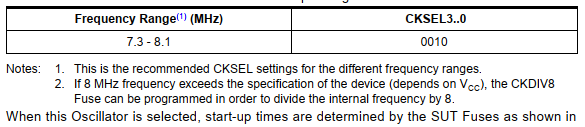 Frequency Range(1) (MHz) CKSEL3..0
7.3 - 8.1 0010
Notes: 1. This is the recommended CKSEL settings for the different frequency ranges.
2. If 8 MHz frequency exceeds the specification of the device (depends on VCC), the CKDIV8
Fuse can be programmed in order to divide the internal frequency by 8.
When this Oscillator is selected, start-up times are determined by the SUT Fuses as shown in